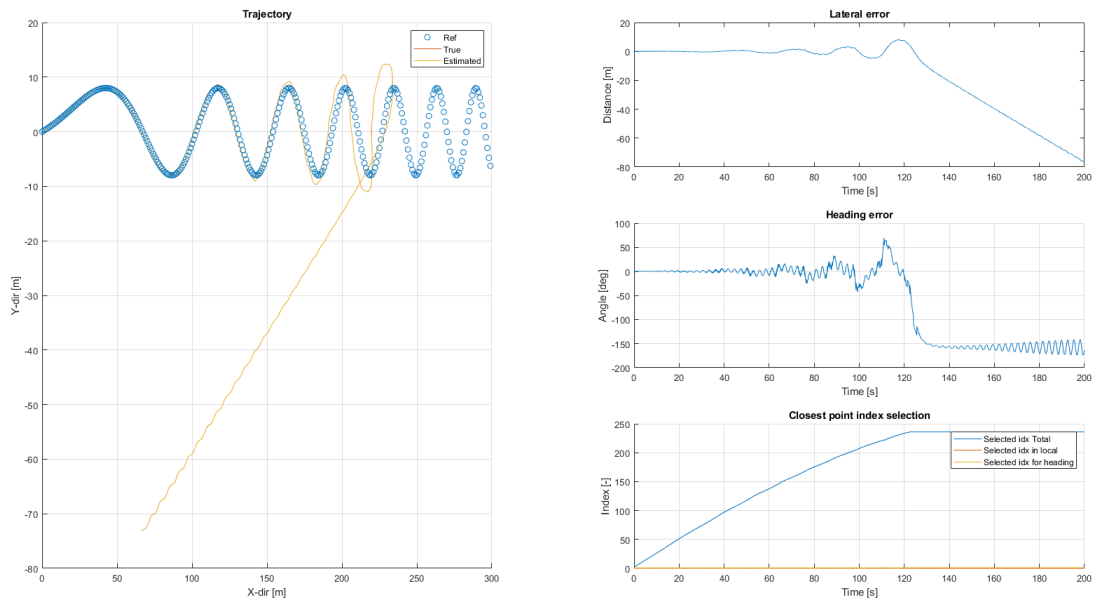 Trajectory
20
10
0
-10
-20
-30
-40
-50
-60
-70
-80
Y-dir [m]
0
50
100
150
200
250
300
X-dir [m]
Ref
True
Estimated
Lateral error
20
0
-20
-40
-60
-80
Distance [m]
0 20 40 60 80 100 120 140 160 180 200
Time [s]
Heading error
100
50
0
-50
-100
-150
-200
Angle [deg]
0 20 40 60 80 100 120 140 160 180 200
Time [s]
Closest point index selection
250
200
150
100
50
0
Index [-]
0 20 40 60 80 100 120 140 160 180 200
Time [s]
Selected idx Total
Selected idx in local
Selected idx for heading